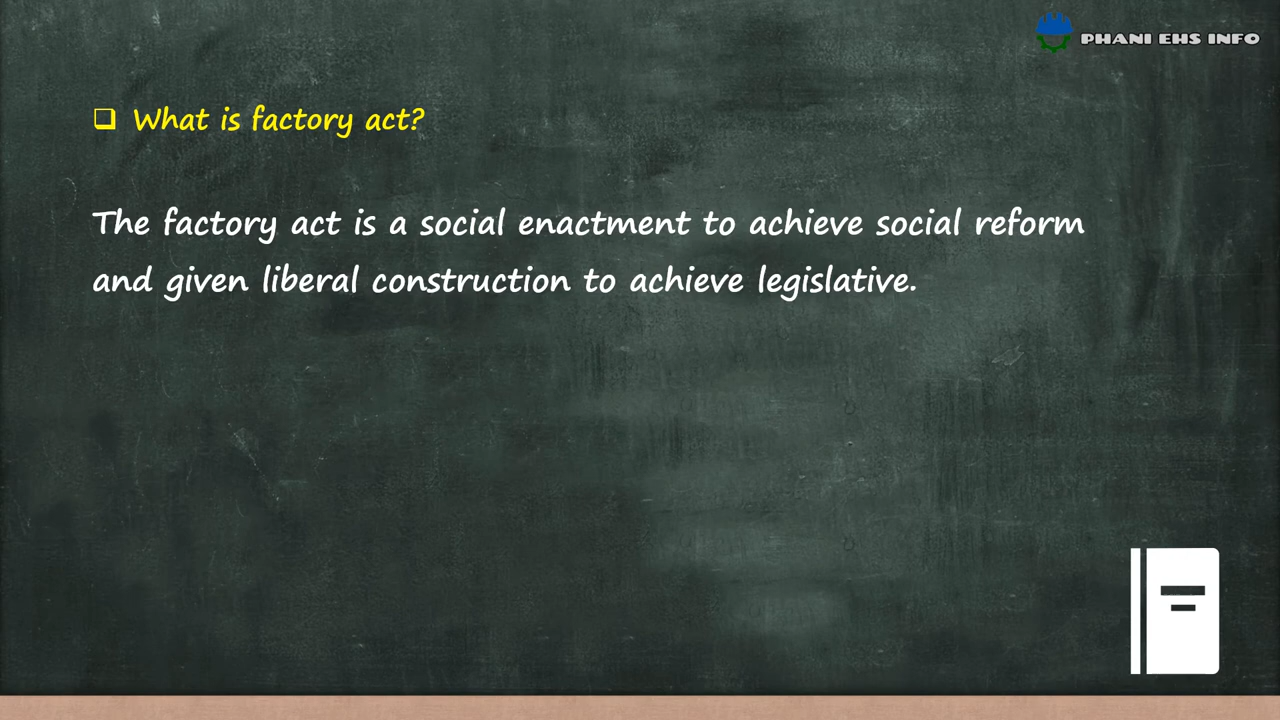 PHANI EHS INFO
❑ What is factory act?
The factory act is a social enactment to achieve social reform
and given liberal construction to achieve legislative.